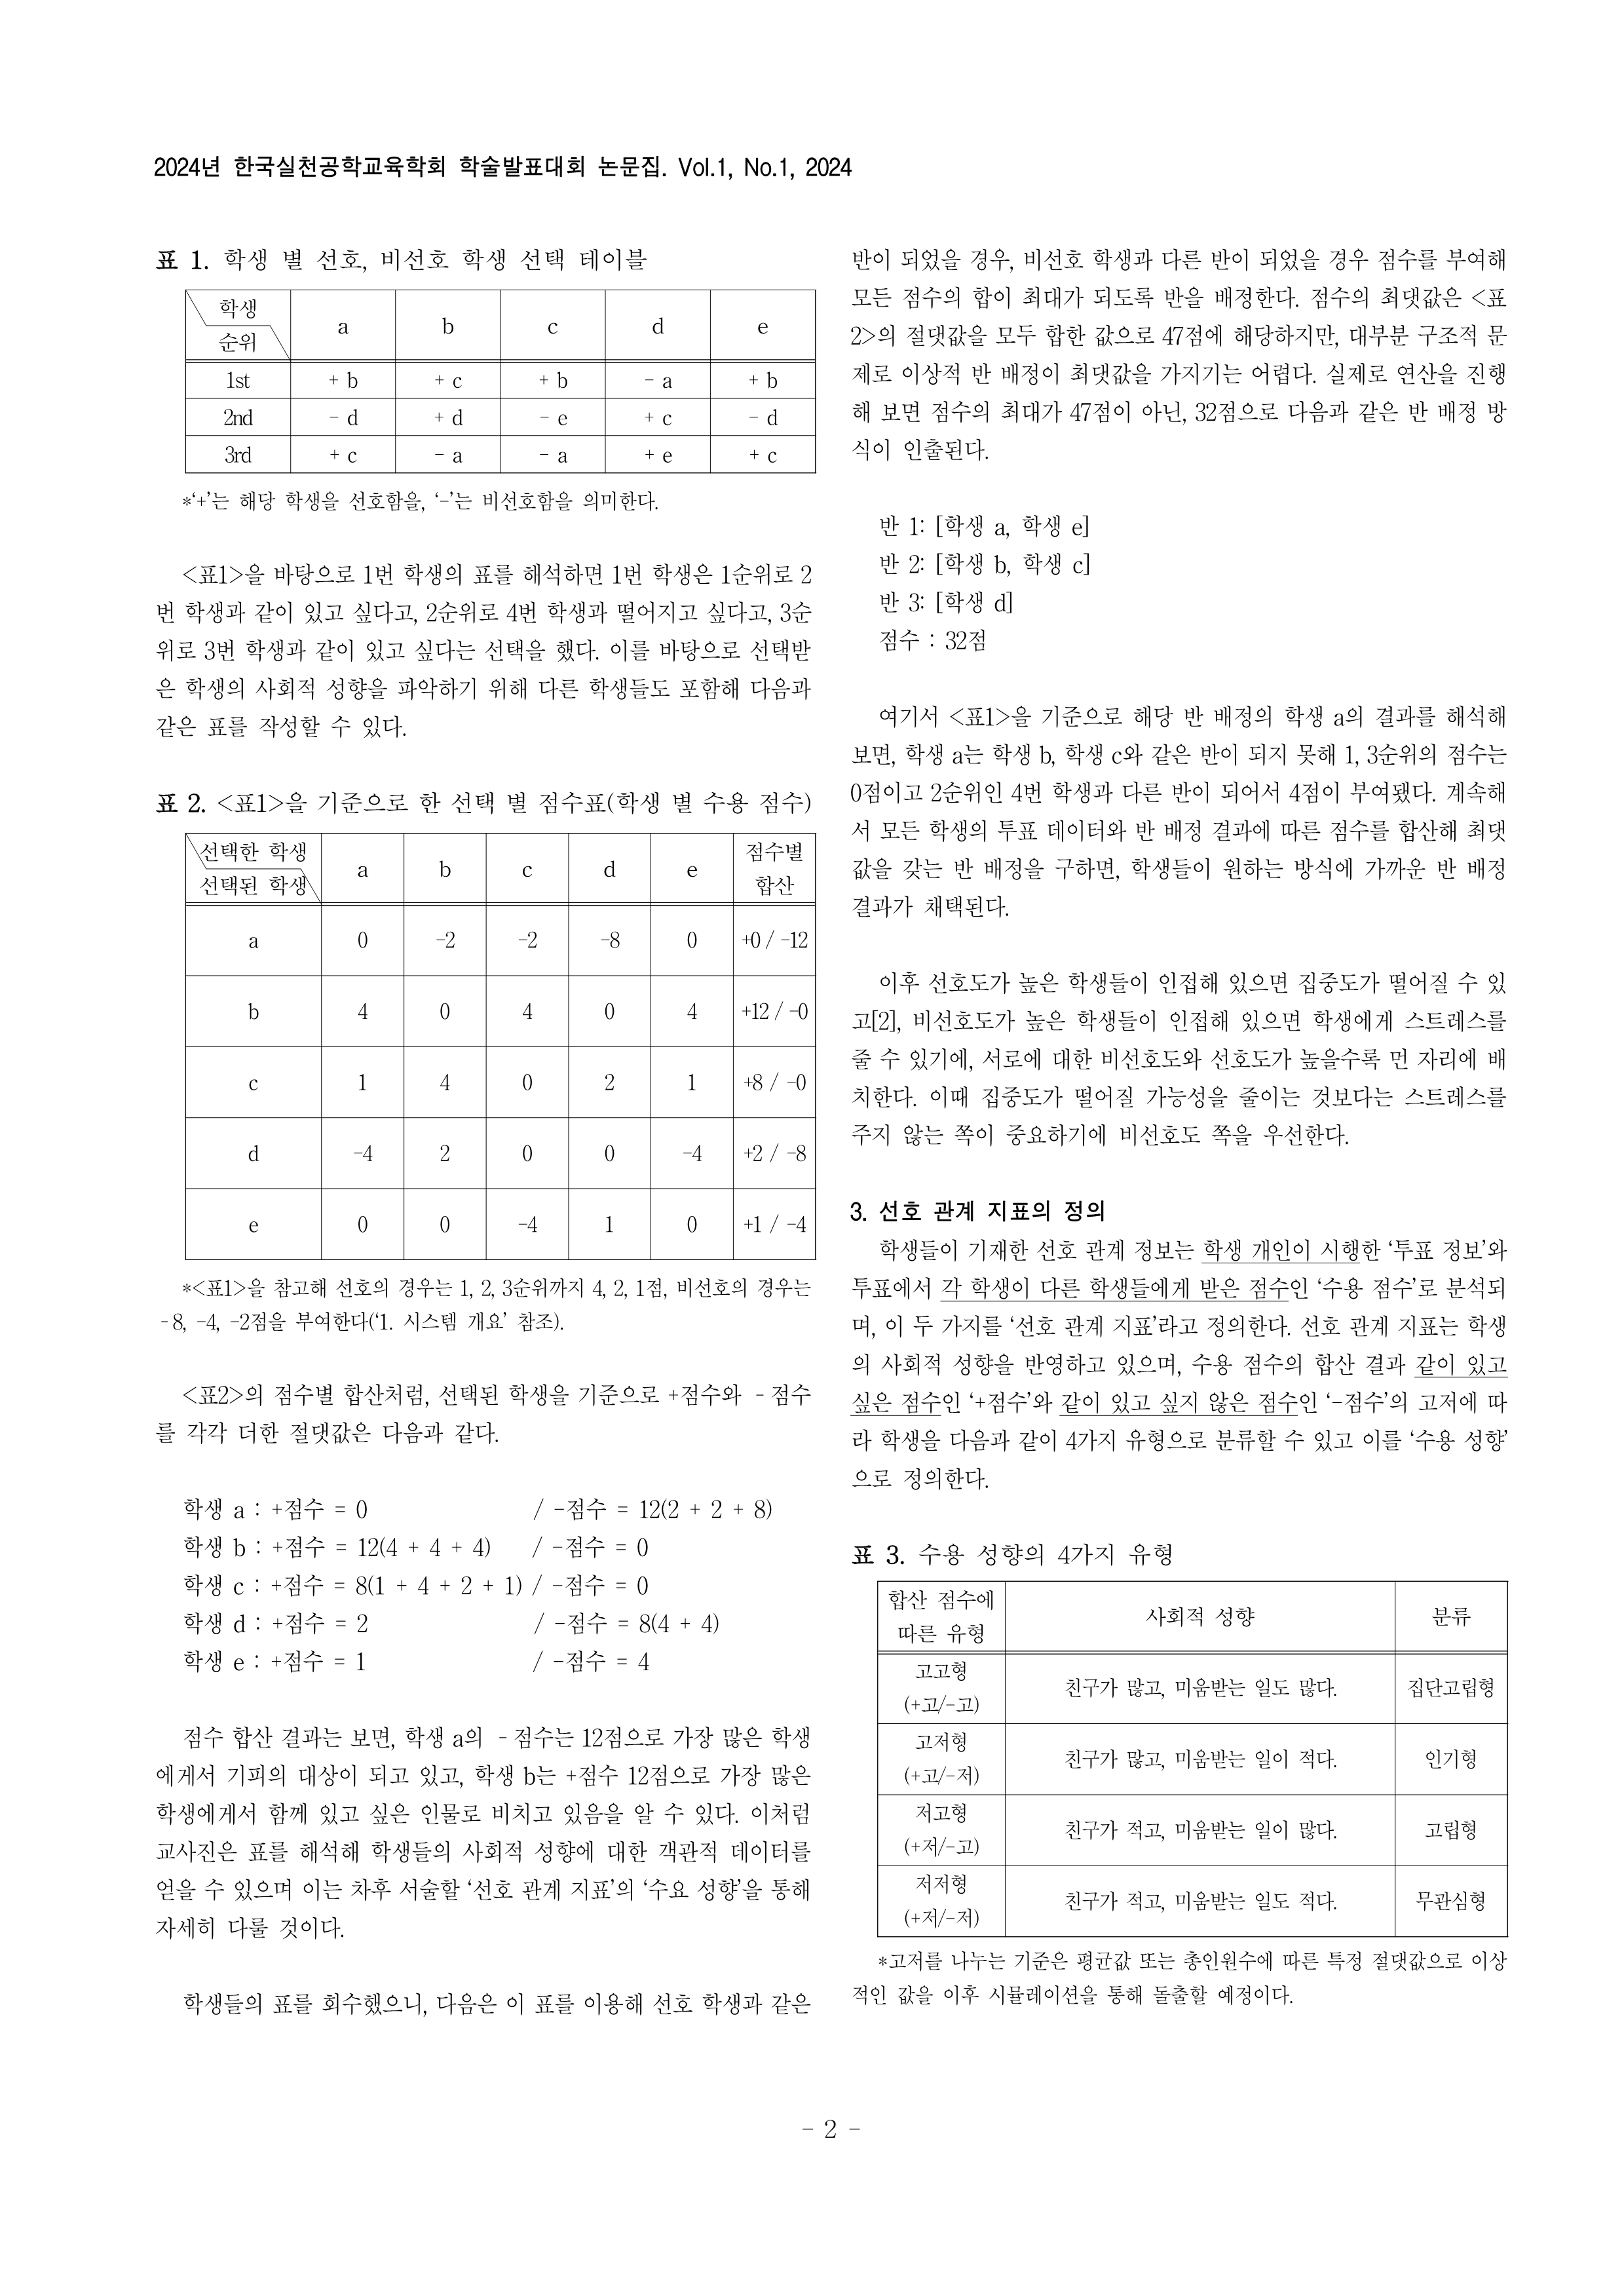 2024년 한국실천공학교육학회 학술발표대회 논문집. Vol.1, No.1, 2024
표 1. 학생 별 선호, 비선호 학생 선택 테이블
학생
순위
a b c d e
1st + b + c + b - a + b
2nd - d + d - e + c - d
3rd + c - a - a + e + c
*‘+’는 해당 학생을 선호함을, ‘-’는 비선호함을 의미한다.
<표1>을 바탕으로 1번 학생의 표를 해석하면 1번 학생은 1순위로 2
번 학생과 같이 있고 싶다고, 2순위로 4번 학생과 떨어지고 싶다고, 3순
위로 3번 학생과 같이 있고 싶다는 선택을 했다. 이를 바탕으로 선택받
은 학생의 사회적 성향을 파악하기 위해 다른 학생들도 포함해 다음과
같은 표를 작성할 수 있다.
표 2. <표1>을 기준으로 한 선택 별 점수표(학생 별 수용 점수)
선택한 학생
선택된 학생
a b c d e 점수별
합산
a 0 -2 -2 -8 0 +0 / -12
b 4 0 4 0 4 +12 / -0
c 1 4 0 2 1 +8 / -0
d -4 2 0 0 -4 +2 / -8
e 0 0 -4 1 0 +1 / -4
*<표1>을 참고해 선호의 경우는 1, 2, 3순위까지 4, 2, 1점, 비선호의 경우는
-8, -4, -2점을 부여한다(‘1. 시스템 개요’ 참조).
<표2>의 점수별 합산처럼, 선택된 학생을 기준으로 +점수와 -점수
를 각각 더한 절댓값은 다음과 같다.
학생 a : +점수 = 0 / -점수 = 12(2 + 2 + 8)
학생 b : +점수 = 12(4 + 4 + 4) / -점수 = 0
학생 c : +점수 = 8(1 + 4 + 2 + 1) / -점수 = 0
학생 d : +점수 = 2 / -점수 = 8(4 + 4)
학생 e : +점수 = 1 / -점수 = 4
점수 합산 결과는 보면, 학생 a의 -점수는 12점으로 가장 많은 학생
에게서 기피의 대상이 되고 있고, 학생 b는 +점수 12점으로 가장 많은
학생에게서 함께 있고 싶은 인물로 비치고 있음을 알 수 있다. 이처럼
교사진은 표를 해석해 학생들의 사회적 성향에 대한 객관적 데이터를
얻을 수 있으며 이는 차후 서술할 ‘선호 관계 지표’의 ‘수요 성향’을 통해
자세히 다룰 것이다.
학생들의 표를 회수했으니, 다음은 이 표를 이용해 선호 학생과 같은
반이 되었을 경우, 비선호 학생과 다른 반이 되었을 경우 점수를 부여해
모든 점수의 합이 최대가 되도록 반을 배정한다. 점수의 최댓값은 <표
2>의 절댓값을 모두 합한 값으로 47점에 해당하지만, 대부분 구조적 문
제로 이상적 반 배정이 최댓값을 가지기는 어렵다. 실제로 연산을 진행
해 보면 점수의 최대가 47점이 아닌, 32점으로 다음과 같은 반 배정 방
식이 인출된다.
반 1: [학생 a, 학생 e]
반 2: [학생 b, 학생 c]
반 3: [학생 d]
점수 : 32점
여기서 <표1>을 기준으로 해당 반 배정의 학생 a의 결과를 해석해
보면, 학생 a는 학생 b, 학생 c와 같은 반이 되지 못해 1, 3순위의 점수는
0점이고 2순위인 4번 학생과 다른 반이 되어서 4점이 부여됐다. 계속해
서 모든 학생의 투표 데이터와 반 배정 결과에 따른 점수를 합산해 최댓
값을 갖는 반 배정을 구하면, 학생들이 원하는 방식에 가까운 반 배정
결과가 채택된다.
이후 선호도가 높은 학생들이 인접해 있으면 집중도가 떨어질 수 있
고[2], 비선호도가 높은 학생들이 인접해 있으면 학생에게 스트레스를
줄 수 있기에, 서로에 대한 비선호도와 선호도가 높을수록 먼 자리에 배
치한다. 이때 집중도가 떨어질 가능성을 줄이는 것보다는 스트레스를
주지 않는 쪽이 중요하기에 비선호도 쪽을 우선한다.
3. 선호 관계 지표의 정의
학생들이 기재한 선호 관계 정보는 학생 개인이 시행한 ‘투표 정보’와
투표에서 각 학생이 다른 학생들에게 받은 점수인 ‘수용 점수’로 분석되
며, 이 두 가지를 ‘선호 관계 지표’라고 정의한다. 선호 관계 지표는 학생
의 사회적 성향을 반영하고 있으며, 수용 점수의 합산 결과 같이 있고
싶은 점수인 ‘+점수’와 같이 있고 싶지 않은 점수인 ‘-점수’의 고저에 따
라 학생을 다음과 같이 4가지 유형으로 분류할 수 있고 이를 ‘수용 성향’
으로 정의한다.
표 3. 수용 성향의 4가지 유형
합산 점수에
따른 유형
사회적 성향 분류
고고형
(+고/-고)
친구가 많고, 미움받는 일도 많다. 집단고립형
고저형
(+고/-저)
친구가 많고, 미움받는 일이 적다. 인기형
저고형
(+저/-고)
친구가 적고, 미움받는 일이 많다. 고립형
저저형
(+저/-저)
친구가 적고, 미움받는 일도 적다. 무관심형
*고저를 나누는 기준은 평균값 또는 총인원수에 따른 특정 절댓값으로 이상
적인 값을 이후 시뮬레이션을 통해 돌출할 예정이다.
- 2 -